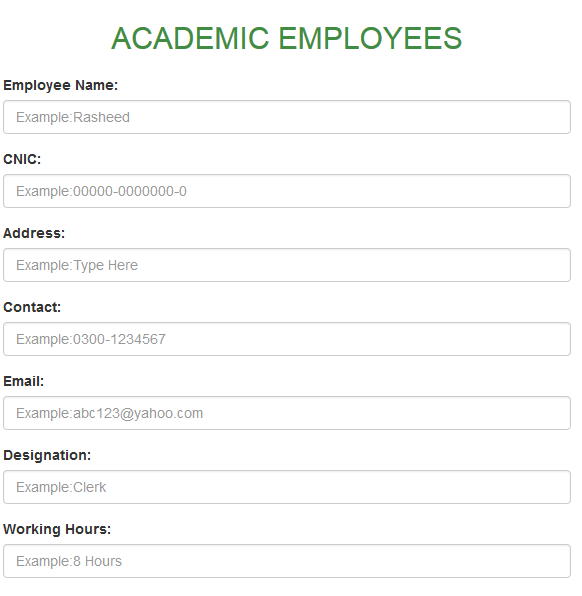 ACADEMIC EMPLOYEES
Employee Name:
Example:Rasheed
CNIC:
Example:00000-0000000-0
Address:
Example:Type Here
Contact:
Example:0300-1234567
Email:
Example:abc123@yahoo.com
Designation:
Example:Clerk
Working Hours:
Example:8 Hours